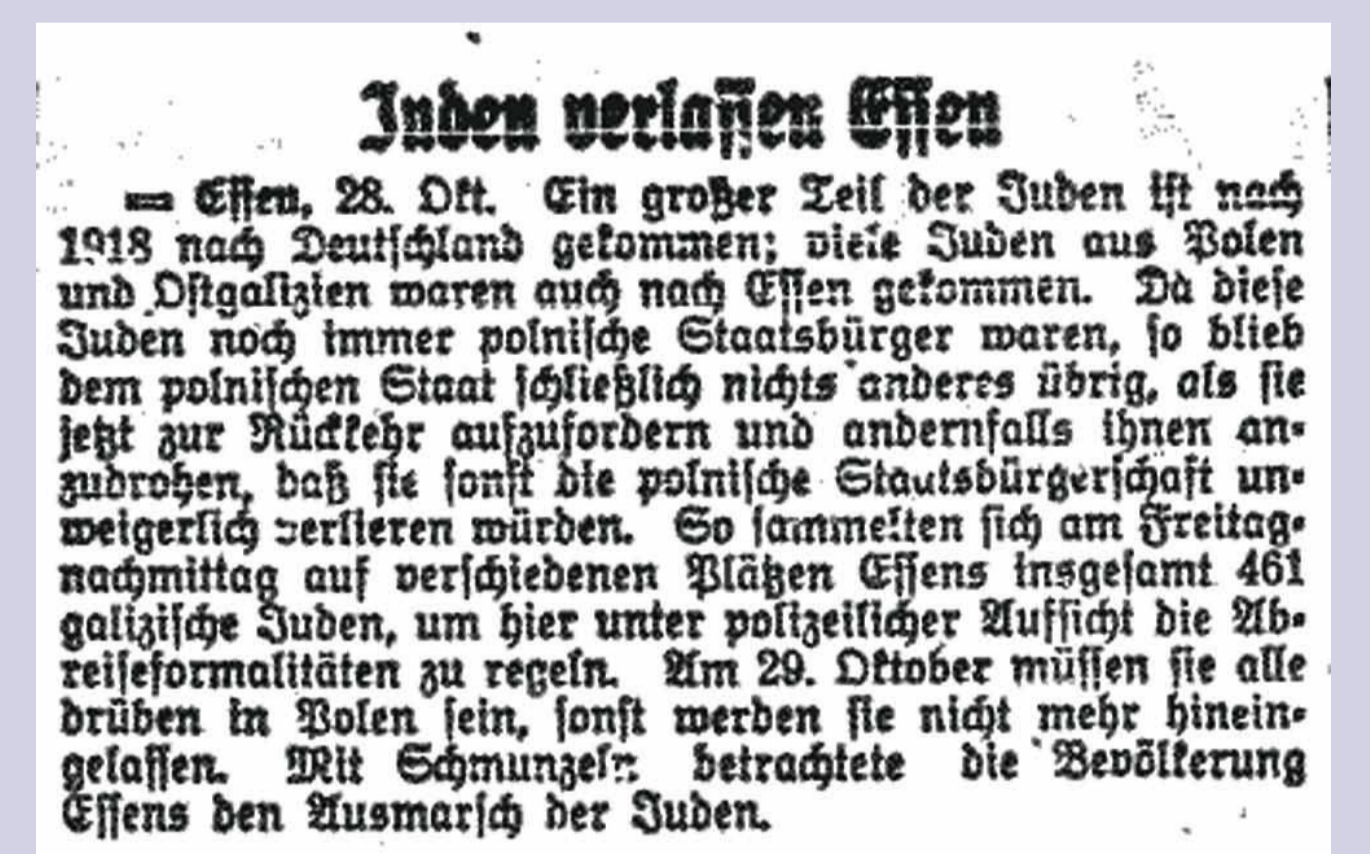 Juden verlassen Essen
= Essen, 28. Okt. Ein großer Teil der Juden ist nach
1918 nach Deutschland gekommen; viele Juden aus Polen
und Ostgalizien waren auch nach Essen gekommen. Da diese
Juden noch immer polnische Staatsbürger waren, so blieb
dem polnischen Staat schließlich nichts anderes übrig, als sie
jetzt zur Rückkehr aufzufordern und andernfalls ihnen an-
zudrohen, daß sie sonst die polnische Staatsbürgerschaft un-
weigerlich verlieren würden. So sammelten sich am Freitag-
nachmittag auf verschiedenen Plätzen Essens insgesamt 461
galizische Juden, um hier unter polizeilicher Aufsicht die Ab-
reiseformalitäten zu regeln. Am 29. Oktober müssen sie alle
drüben in Polen sein, sonst werden sie nicht mehr hinein-
gelassen. Mit Schmunzeln betrachtete die Bevölkerung
Essens den Ausmarsch der Juden.